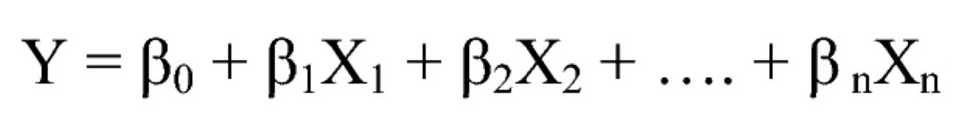 Y = β₀ + β₁X₁ + β₂X₂ + .... + β ₙXₙ